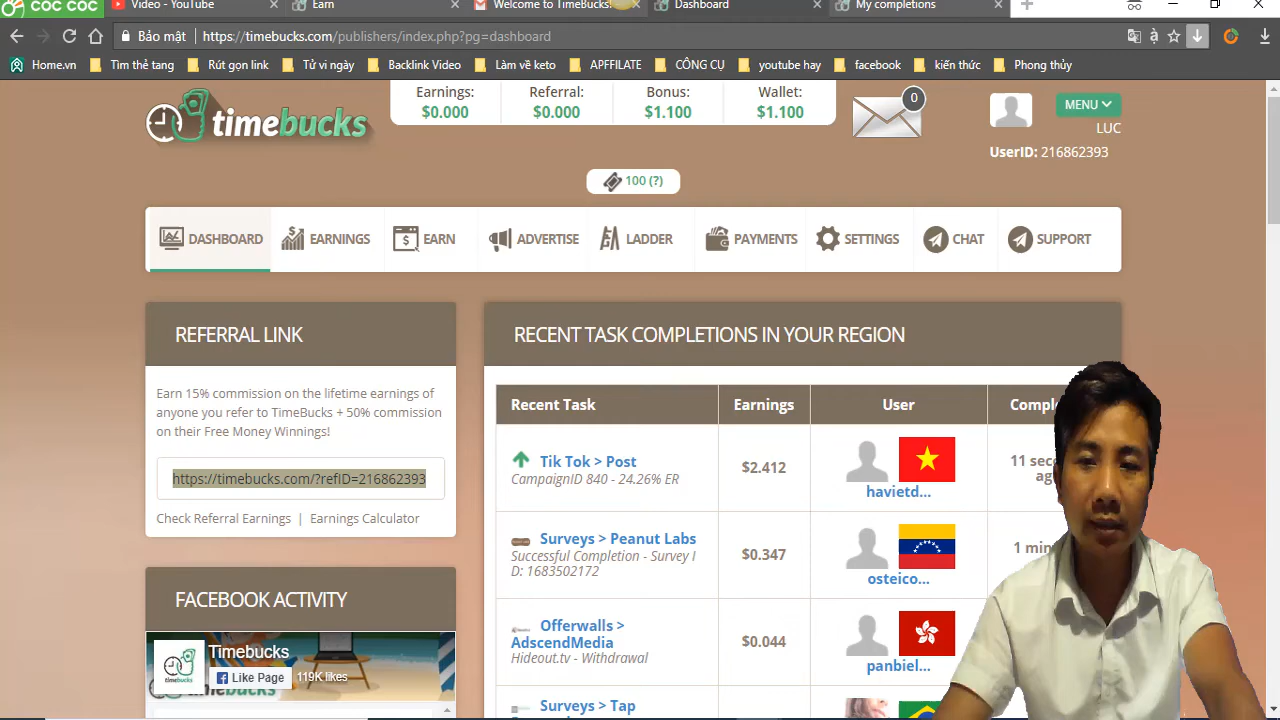 CỐC CỐC
Video - YouTube
Earn
Welcome to TimeBucks!
Dashboard
My completions
Bảo mật
https://timebucks.com/publishers/index.php?pg=dashboard
Home.vn
Tìm thẻ tang
Rút gọn link
Tử vi ngày
Backlink Video
Làm về keto
APFFILATE
CÔNG CỤ
youtube hay
facebook
kiến thức
Phong thủy
timebucks
Earnings:
$0.000
Referral:
$0.000
Bonus:
$1.100
Wallet:
$1.100
0
MENU
LUC
UserID: 216862393
100 (?)
DASHBOARD
EARNINGS
EARN
ADVERTISE
LADDER
PAYMENTS
SETTINGS
CHAT
SUPPORT
REFERRAL LINK
Earn 15% commission on the lifetime earnings of
anyone you refer to TimeBucks + 50% commission
on their Free Money Winnings!
https://timebucks.com/?refID=216862393
Check Referral Earnings | Earnings Calculator
FACEBOOK ACTIVITY
Timebucks
Like Page
119K likes
RECENT TASK COMPLETIONS IN YOUR REGION
Recent Task
Earnings
User
Tik Tok > Post
CampaignID 840 - 24.26% ER
$2.412
havietd...
11
Surveys > Peanut Labs
Successful Completion - Survey I
D: 1683502172
$0.347
osteico...
1
Offerwalls >
AdscendMedia
Hideout.tv - Withdrawal
$0.044
panbiel...
Surveys > Tap